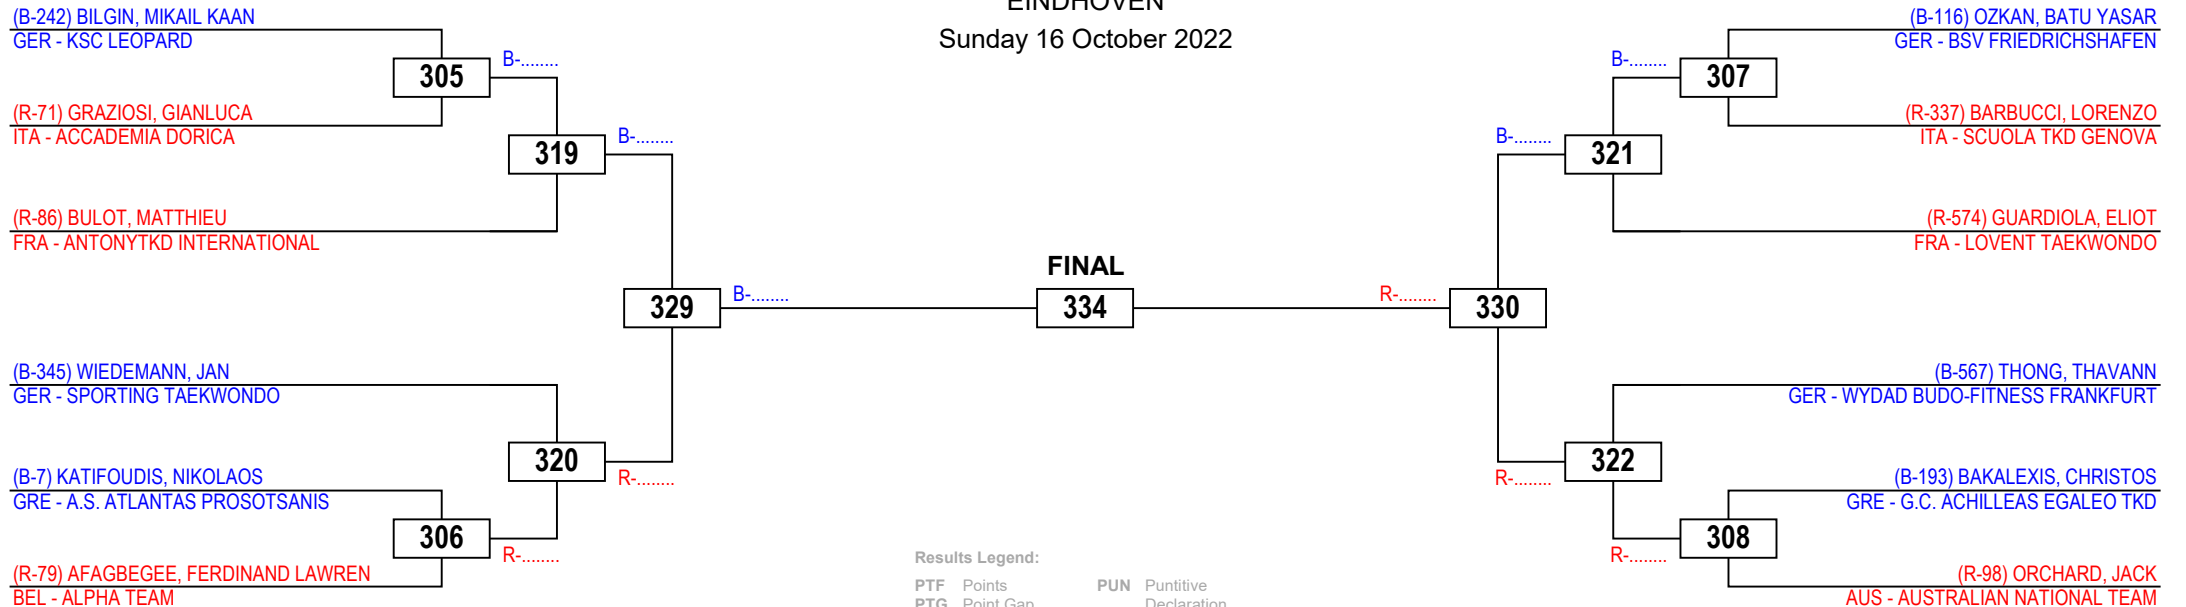 EINDHOVEN
Sunday 16 October 2022
(B-242) BILGIN, MIKAIL KAAN
GER - KSC LEOPARD
305
B-........
(R-71) GRAZIOSI, GIANLUCA
ITA - ACCADEMIA DORICA
319
B-........
(R-86) BULOT, MATTHIEU
FRA - ANTONYTKD INTERNATIONAL
329
B-........
(B-345) WIEDEMANN, JAN
GER - SPORTING TAEKWONDO
320
R-........
(B-7) KATIFOUDIS, NIKOLAOS
GRE - A.S. ATLANTAS PROSOTSANIS
306
R-........
(R-79) AFAGBEGEE, FERDINAND LAWREN
BEL - ALPHA TEAM
FINAL
334
(B-116) OZKAN, BATU YASAR
GER - BSV FRIEDRICHSHAFEN
B-........
307
(R-337) BARBUCCI, LORENZO
ITA - SCUOLA TKD GENOVA
B-........
321
(R-574) GUARDIOLA, ELIOT
FRA - LOVENT TAEKWONDO
R-........
330
(B-567) THONG, THAVANN
GER - WYDAD BUDO-FITNESS FRANKFURT
322
R-........
(B-193) BAKALEXIS, CHRISTOS
GRE - G.C. ACHILLEAS EGALEO TKD
308
R-........
(R-98) ORCHARD, JACK
AUS - AUSTRALIAN NATIONAL TEAM
Results Legend:
PTF Points PUN Puntitive
PTG Point Gap Declaration